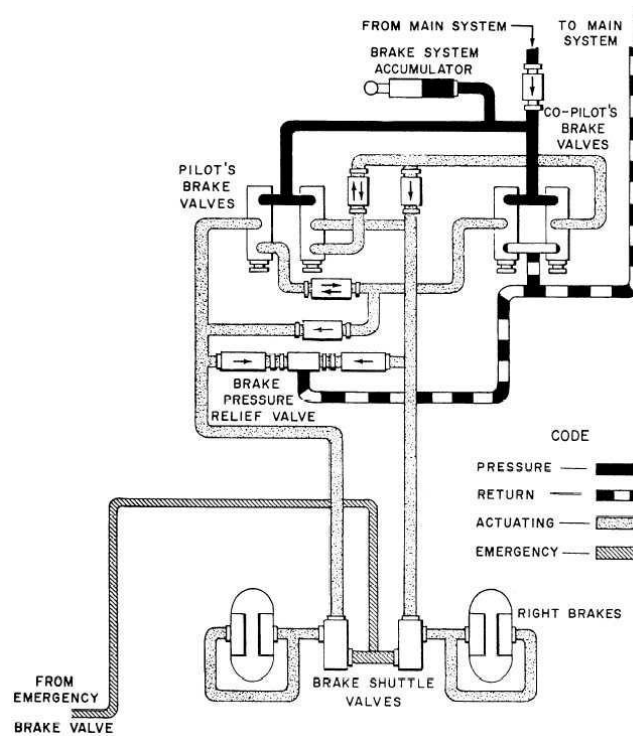 FROM MAIN SYSTEM
TO MAIN
SYSTEM
BRAKE SYSTEM
ACCUMULATOR
CO-PILOT'S
BRAKE
VALVES
PILOT'S
BRAKE
VALVES
BRAKE
PRESSURE
RELIEF VALVE
CODE
PRESSURE
RETURN
ACTUATING
EMERGENCY
RIGHT BRAKES
BRAKE SHUTTLE
VALVES
FROM
EMERGENCY
BRAKE VALVE